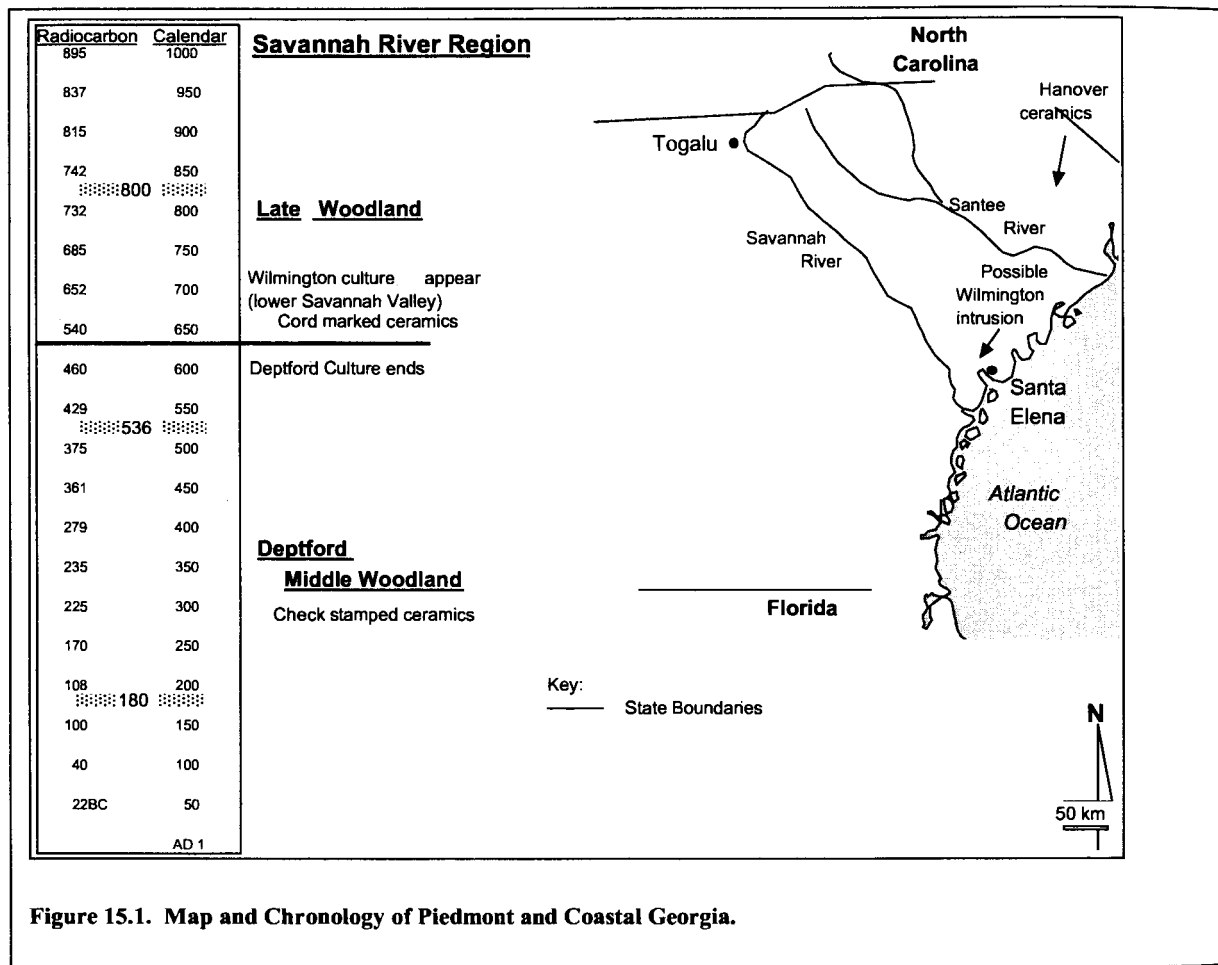 Radiocarbon Calendar
895 1000
837 950
815 900
742 850
800
732 800
685 750
652 700
540 650
460 600
429 550
536
375 500
361 450
279 400
235 350
225 300
170 250
108 200
180
100 150
40 100
22BC 50
AD 1
Savannah River Region
Late Woodland
Wilmington culture appear
(lower Savannah Valley)
Cord marked ceramics
Deptford Culture ends
Deptford
Middle Woodland
Check stamped ceramics
North
Carolina
Hanover
ceramics
Togalu
Santee
River
Savannah
River
Possible
Wilmington
intrusion
Santa
Elena
Atlantic
Ocean
Florida
Key:
State Boundaries
N
50 km
Figure 15.1. Map and Chronology of Piedmont and Coastal Georgia.